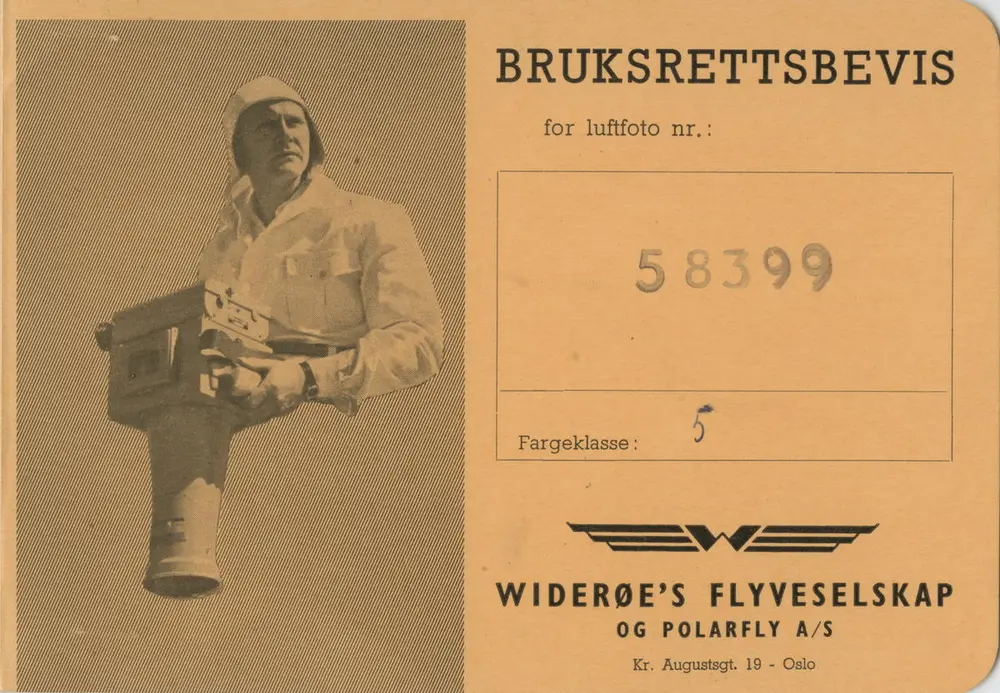 BRUKSRETTSBEVIS
for luftfoto nr.:
58399
Fargeklasse: 5
W
WIDERØE'S FLYVESELSKAP
OG POLARFLY A/S
Kr. Augustsgt. 19 - Oslo